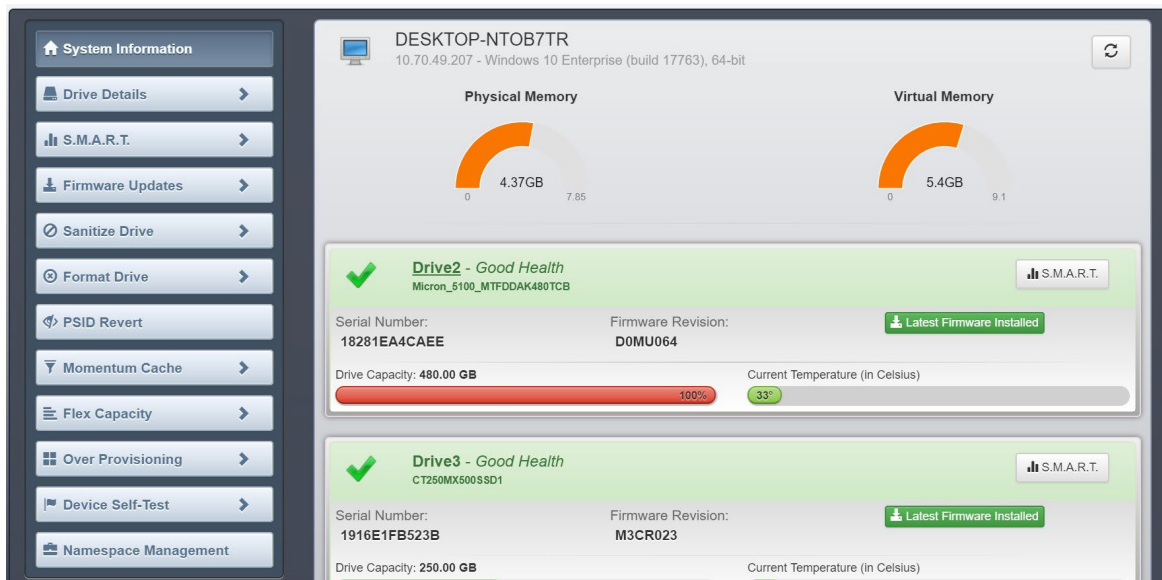 System Information
Drive Details
S.M.A.R.T.
Firmware Updates
Sanitize Drive
Format Drive
PSID Revert
Momentum Cache
Flex Capacity
Over Provisioning
Device Self-Test
Namespace Management
DESKTOP-NTOB7TR
10.70.49.207 - Windows 10 Enterprise (build 17763), 64-bit
Physical Memory
4.37GB
0 7.85
Virtual Memory
5.4GB
0 9.1
Drive2 - Good Health
Micron_5100_MTFDDAK480TCB
S.M.A.R.T.
Serial Number: Firmware Revision: Latest Firmware Installed
18281EA4CAEE D0MU064
Drive Capacity: 480.00 GB Current Temperature (in Celsius)
100% 33°
Drive3 - Good Health
CT250MX500SSD1
S.M.A.R.T.
Serial Number: Firmware Revision: Latest Firmware Installed
1916E1FB523B M3CR023
Drive Capacity: 250.00 GB Current Temperature (in Celsius)